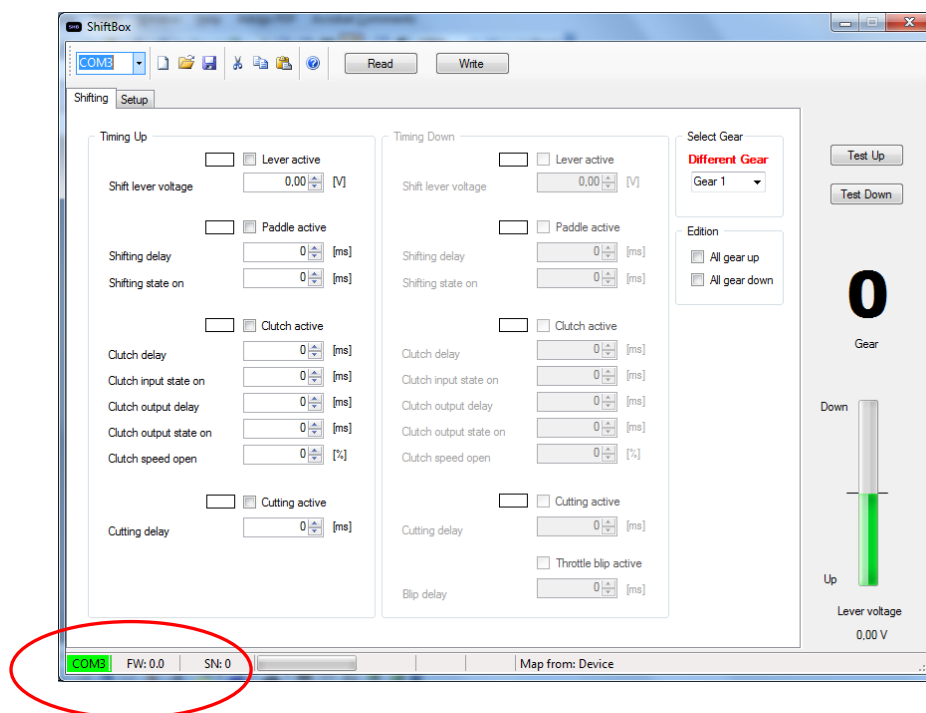 SHB ShiftBox
COM3 Read Write
Shifting Setup
Timing Up
Lever active
Shift lever voltage 0,00 [V]
Paddle active
Shifting delay 0 [ms]
Shifting state on 0 [ms]
Clutch active
Clutch delay 0 [ms]
Clutch input state on 0 [ms]
Clutch output delay 0 [ms]
Clutch output state on 0 [ms]
Clutch speed open 0 [%]
Cutting active
Cutting delay 0 [ms]
Timing Down
Lever active
Shift lever voltage 0,00 [V]
Paddle active
Shifting delay 0 [ms]
Shifting state on 0 [ms]
Clutch active
Clutch delay 0 [ms]
Clutch input state on 0 [ms]
Clutch output delay 0 [ms]
Clutch output state on 0 [ms]
Clutch speed open 0 [%]
Cutting active
Cutting delay 0 [ms]
Throttle blip active
Blip delay 0 [ms]
Select Gear
Different Gear
Gear 1
Edition
All gear up
All gear down
Test Up
Test Down
0
Gear
Down
Up
Lever voltage
0,00 V
COM3 FW: 0.0 SN: 0 Map from: Device